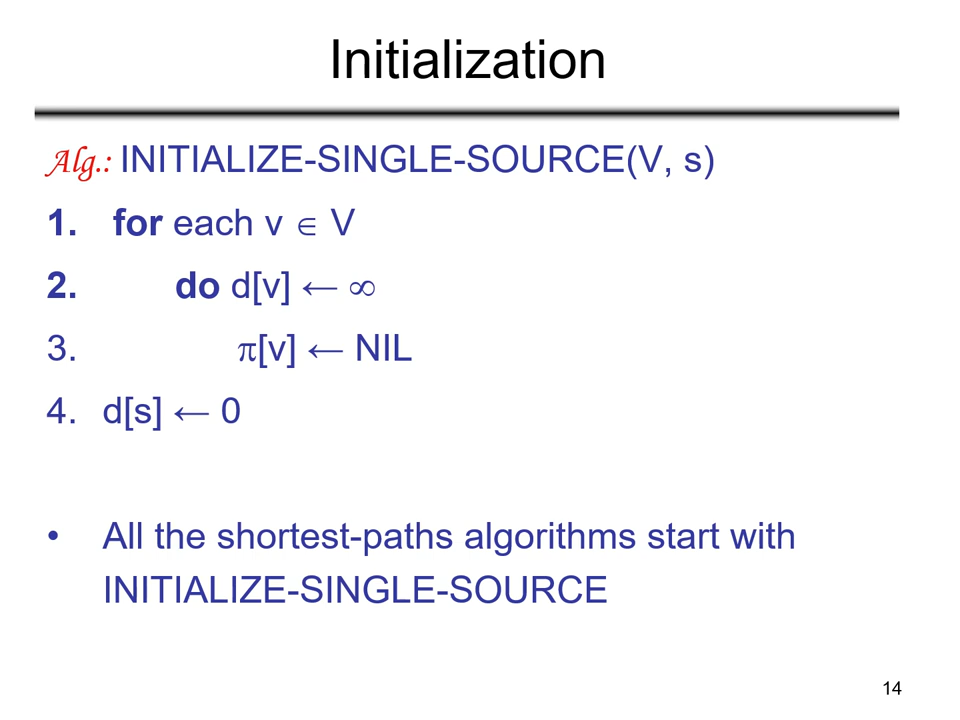 Initialization
Alg.: INITIALIZE-SINGLE-SOURCE(V, s)
1. for each v ∈ V
2. do d[v] ← ∞
3. π[v] ← NIL
4. d[s] ← 0
• All the shortest-paths algorithms start with
INITIALIZE-SINGLE-SOURCE
14